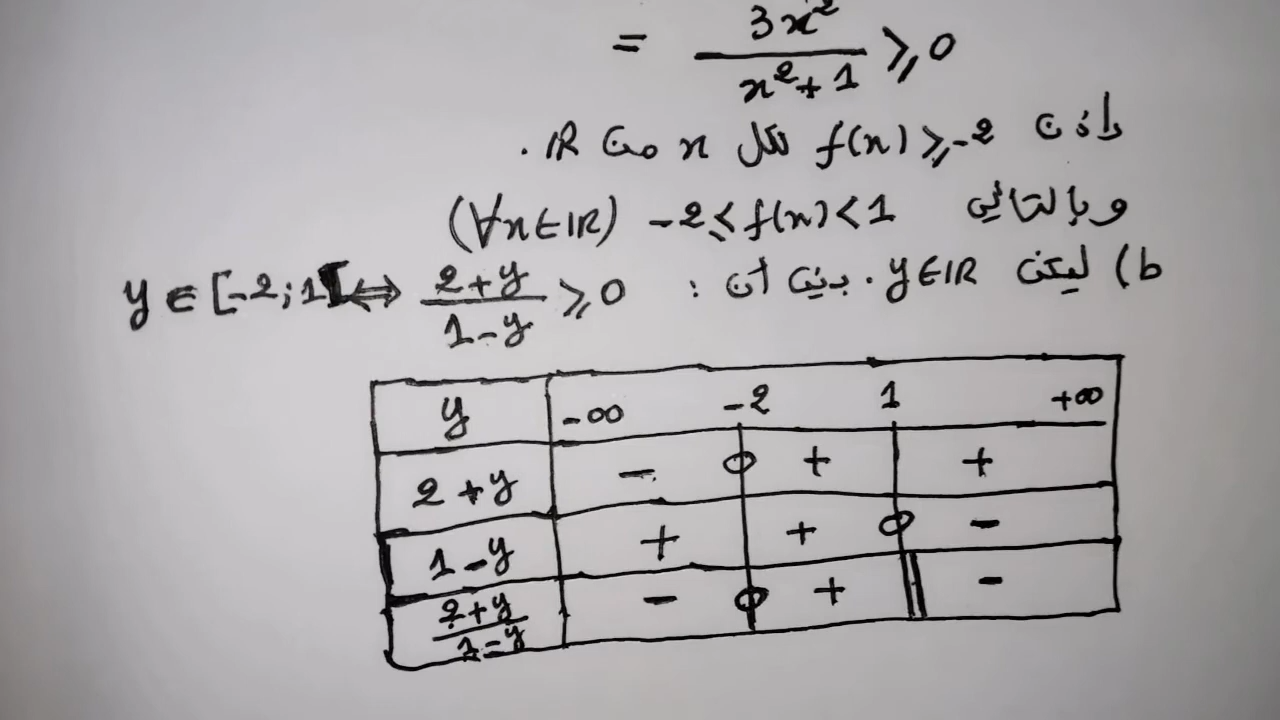 = 3x²/(x²+1) ⩾ 0
إذن f(x) ⩾ -2 لكل x من IR .
وبالتالي -2 ⩽ f(x) < 1 (∀x ∈ IR)
b) ليكن y ∈ IR . بين أن : (2+y)/(1-y) ⩾ 0 ⇔ y ∈ [-2 ; 1[
y -∞ -2 1 +∞
2+y - 0 + +
1-y + + 0 -
(2+y)/(1-y) - 0 + || -